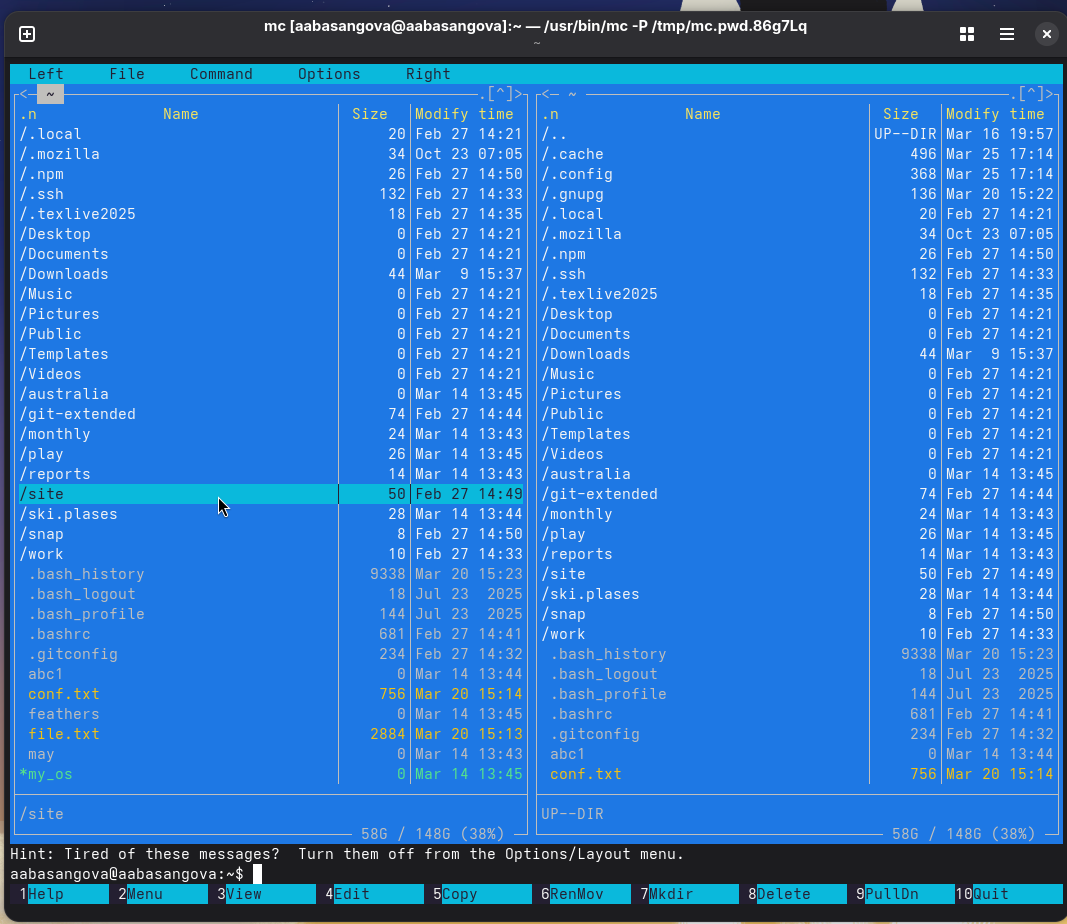 mc [aabasangova@aabasangova]:~ — /usr/bin/mc -P /tmp/mc.pwd.86g7Lq
~
Left File Command Options Right
<— ~ .[^]> <— ~ .[^]>
.n Name Size Modify time .n Name Size Modify time
/.local 20 Feb 27 14:21 /.. UP--DIR Mar 16 19:57
/.mozilla 34 Oct 23 07:05 /.cache 496 Mar 25 17:14
/.npm 26 Feb 27 14:50 /.config 368 Mar 25 17:14
/.ssh 132 Feb 27 14:33 /.gnupg 136 Mar 20 15:22
/.texlive2025 18 Feb 27 14:35 /.local 20 Feb 27 14:21
/Desktop 0 Feb 27 14:21 /.mozilla 34 Oct 23 07:05
/Documents 0 Feb 27 14:21 /.npm 26 Feb 27 14:50
/Downloads 44 Mar 9 15:37 /.ssh 132 Feb 27 14:33
/Music 0 Feb 27 14:21 /.texlive2025 18 Feb 27 14:35
/Pictures 0 Feb 27 14:21 /Desktop 0 Feb 27 14:21
/Public 0 Feb 27 14:21 /Documents 0 Feb 27 14:21
/Templates 0 Feb 27 14:21 /Downloads 44 Mar 9 15:37
/Videos 0 Feb 27 14:21 /Music 0 Feb 27 14:21
/australia 0 Mar 14 13:45 /Pictures 0 Feb 27 14:21
/git-extended 74 Feb 27 14:44 /Public 0 Feb 27 14:21
/monthly 24 Mar 14 13:43 /Templates 0 Feb 27 14:21
/play 26 Mar 14 13:45 /Videos 0 Feb 27 14:21
/reports 14 Mar 14 13:43 /australia 0 Mar 14 13:45
/site 50 Feb 27 14:49 /git-extended 74 Feb 27 14:44
/ski.plases 28 Mar 14 13:44 /monthly 24 Mar 14 13:43
/snap 8 Feb 27 14:50 /play 26 Mar 14 13:45
/work 10 Feb 27 14:33 /reports 14 Mar 14 13:43
.bash_history 9338 Mar 20 15:23 /site 50 Feb 27 14:49
.bash_logout 18 Jul 23 2025 /ski.plases 28 Mar 14 13:44
.bash_profile 144 Jul 23 2025 /snap 8 Feb 27 14:50
.bashrc 681 Feb 27 14:41 /work 10 Feb 27 14:33
.gitconfig 234 Feb 27 14:32 .bash_history 9338 Mar 20 15:23
abc1 0 Mar 14 13:44 .bash_logout 18 Jul 23 2025
conf.txt 756 Mar 20 15:14 .bash_profile 144 Jul 23 2025
feathers 0 Mar 14 13:45 .bashrc 681 Feb 27 14:41
file.txt 2884 Mar 20 15:13 .gitconfig 234 Feb 27 14:32
may 0 Mar 14 13:43 abc1 0 Mar 14 13:44
*my_os 0 Mar 14 13:45 conf.txt 756 Mar 20 15:14
/site UP--DIR
58G / 148G (38%) 58G / 148G (38%)
Hint: Tired of these messages?  Turn them off from the Options/Layout menu.
aabasangova@aabasangova:~$
1Help 2Menu 3View 4Edit 5Copy 6RenMov 7Mkdir 8Delete 9PullDn 10Quit